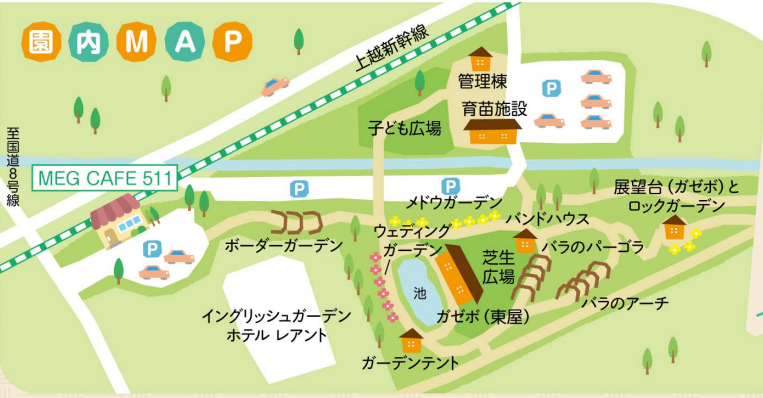 園内MAP
上越新幹線
管理棟
P
育苗施設
子ども広場
至国道8号線
MEG CAFE 511
P
P
メドウガーデン
展望台(ガゼボ)と
ロックガーデン
バンドハウス
ウェディング
ガーデン
ボーダーガーデン
P
芝生
広場
バラのパーゴラ
池
バラのアーチ
イングリッシュガーデン
ホテル レアント
ガゼボ(東屋)
ガーデンテント